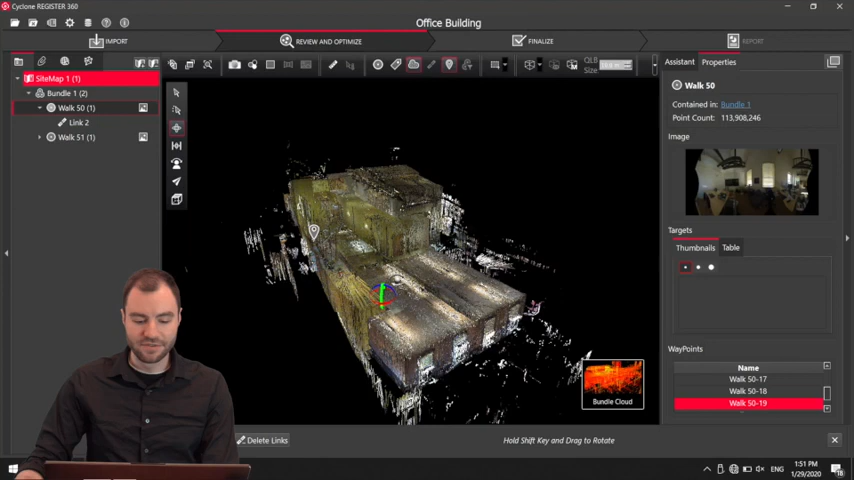 Cyclone REGISTER 360
Office Building
IMPORT
REVIEW AND OPTIMIZE
FINALIZE
REPORT
QLB
Size:
SiteMap 1 (1)
Bundle 1 (2)
Walk 50 (1)
Link 2
Walk 51 (1)
Assistant
Properties
Walk 50
Contained in: Bundle 1
Point Count: 113,908,246
Image
Targets
Thumbnails
Table
WayPoints
Name
Walk 50-17
Walk 50-18
Walk 50-19
Bundle Cloud
Delete Links
Hold Shift Key and Drag to Rotate
ENG
1:51 PM
1/29/2020
18